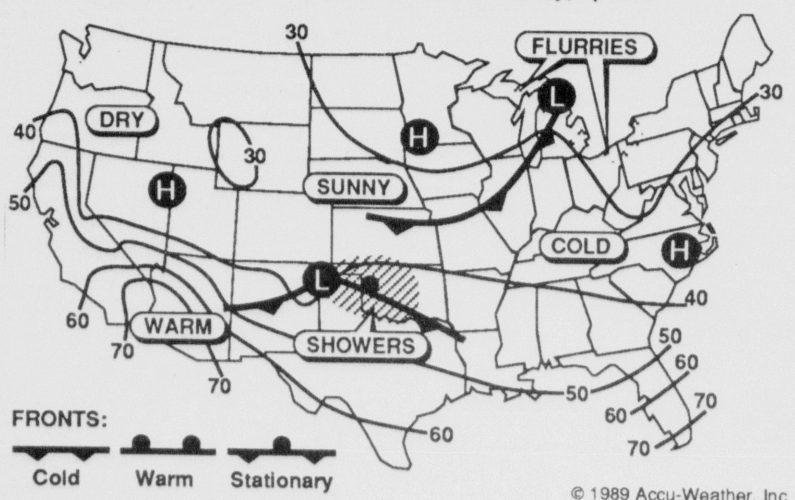 30
FLURRIES
L
30
DRY
40
H
30
H
SUNNY
50
COLD
H
L
40
60
WARM
SHOWERS
70
50
60
70
50
60
70
60
70
FRONTS:
Cold Warm Stationary
© 1989 Accu-Weather, Inc